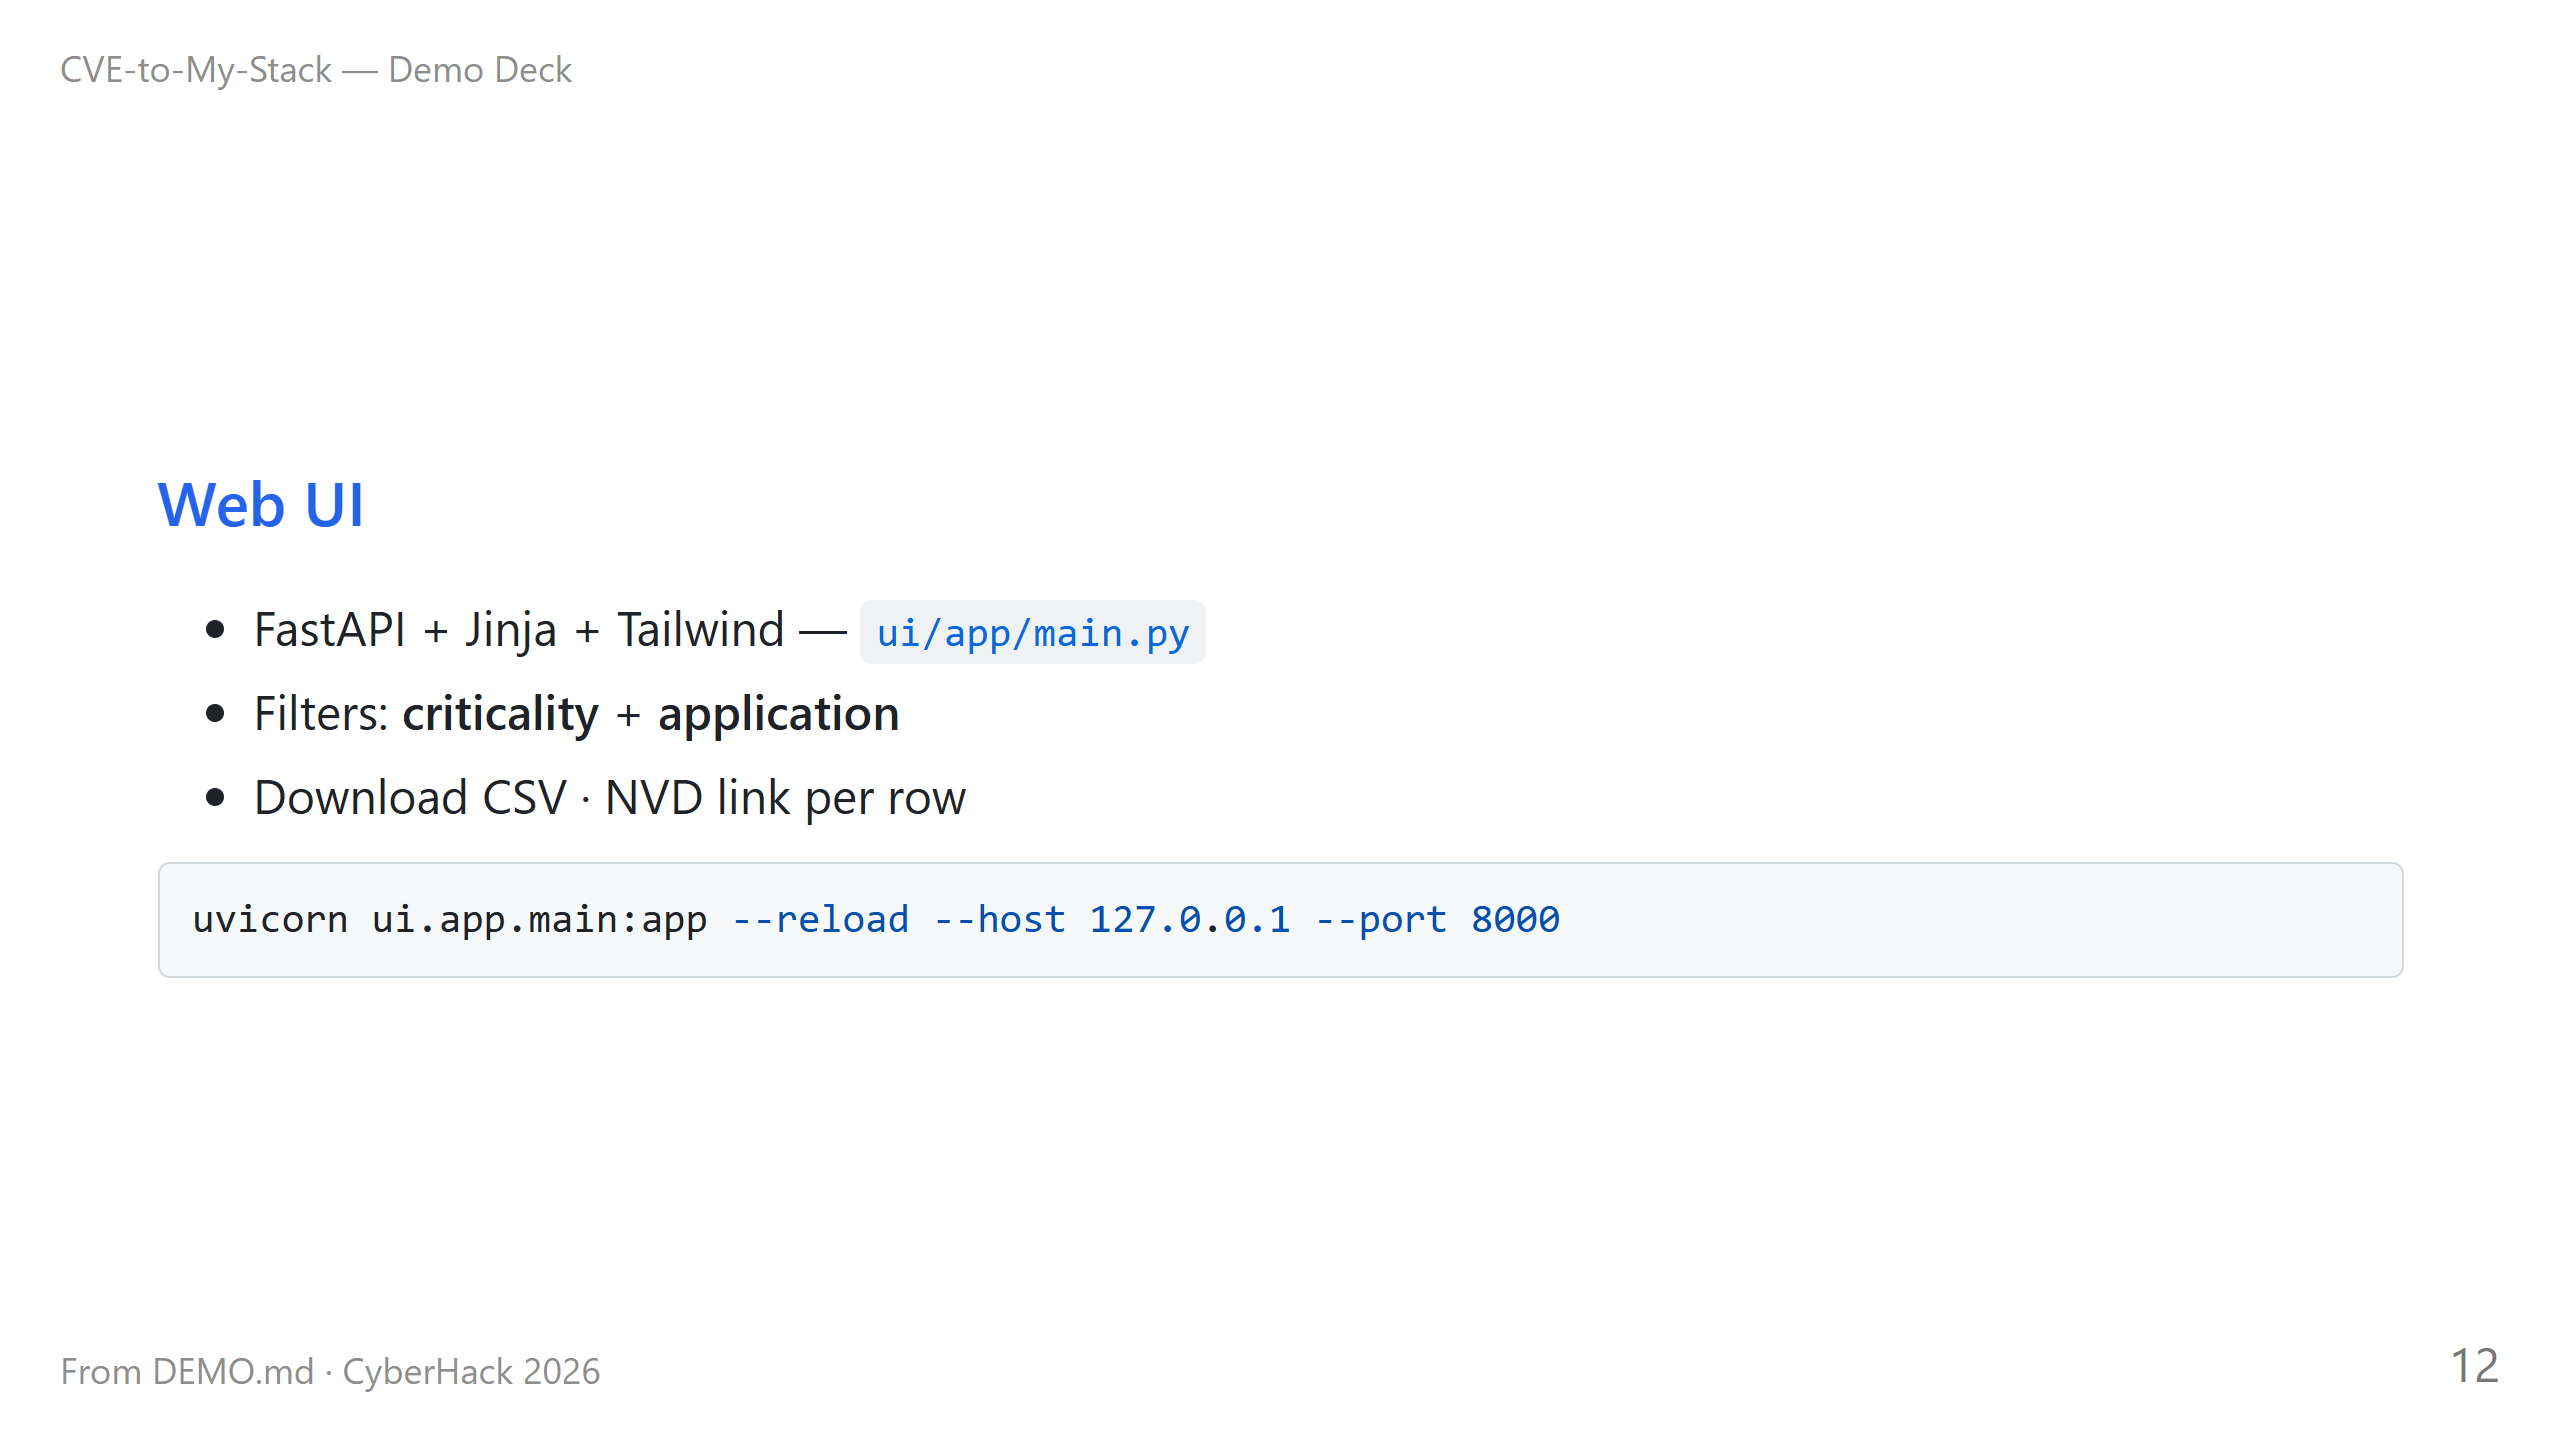 CVE-to-My-Stack — Demo Deck
Web UI
• FastAPI + Jinja + Tailwind — ui/app/main.py
• Filters: criticality + application
• Download CSV · NVD link per row
uvicorn ui.app.main:app --reload --host 127.0.0.1 --port 8000
From DEMO.md · CyberHack 2026
12